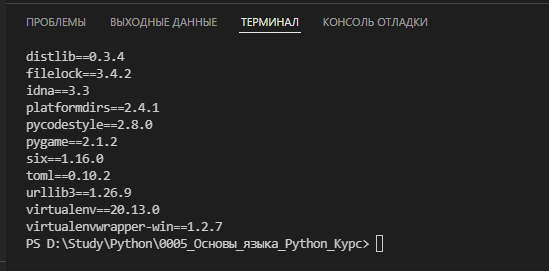 ПРОБЛЕМЫ ВЫХОДНЫЕ ДАННЫЕ ТЕРМИНАЛ КОНСОЛЬ ОТЛАДКИ
distlib==0.3.4
filelock==3.4.2
idna==3.3
platformdirs==2.4.1
pycodestyle==2.8.0
pygame==2.1.2
six==1.16.0
toml==0.10.2
urllib3==1.26.9
virtualenv==20.13.0
virtualenvwrapper-win==1.2.7
PS D:\Study\Python\0005_Основы_языка_Python_Курс>